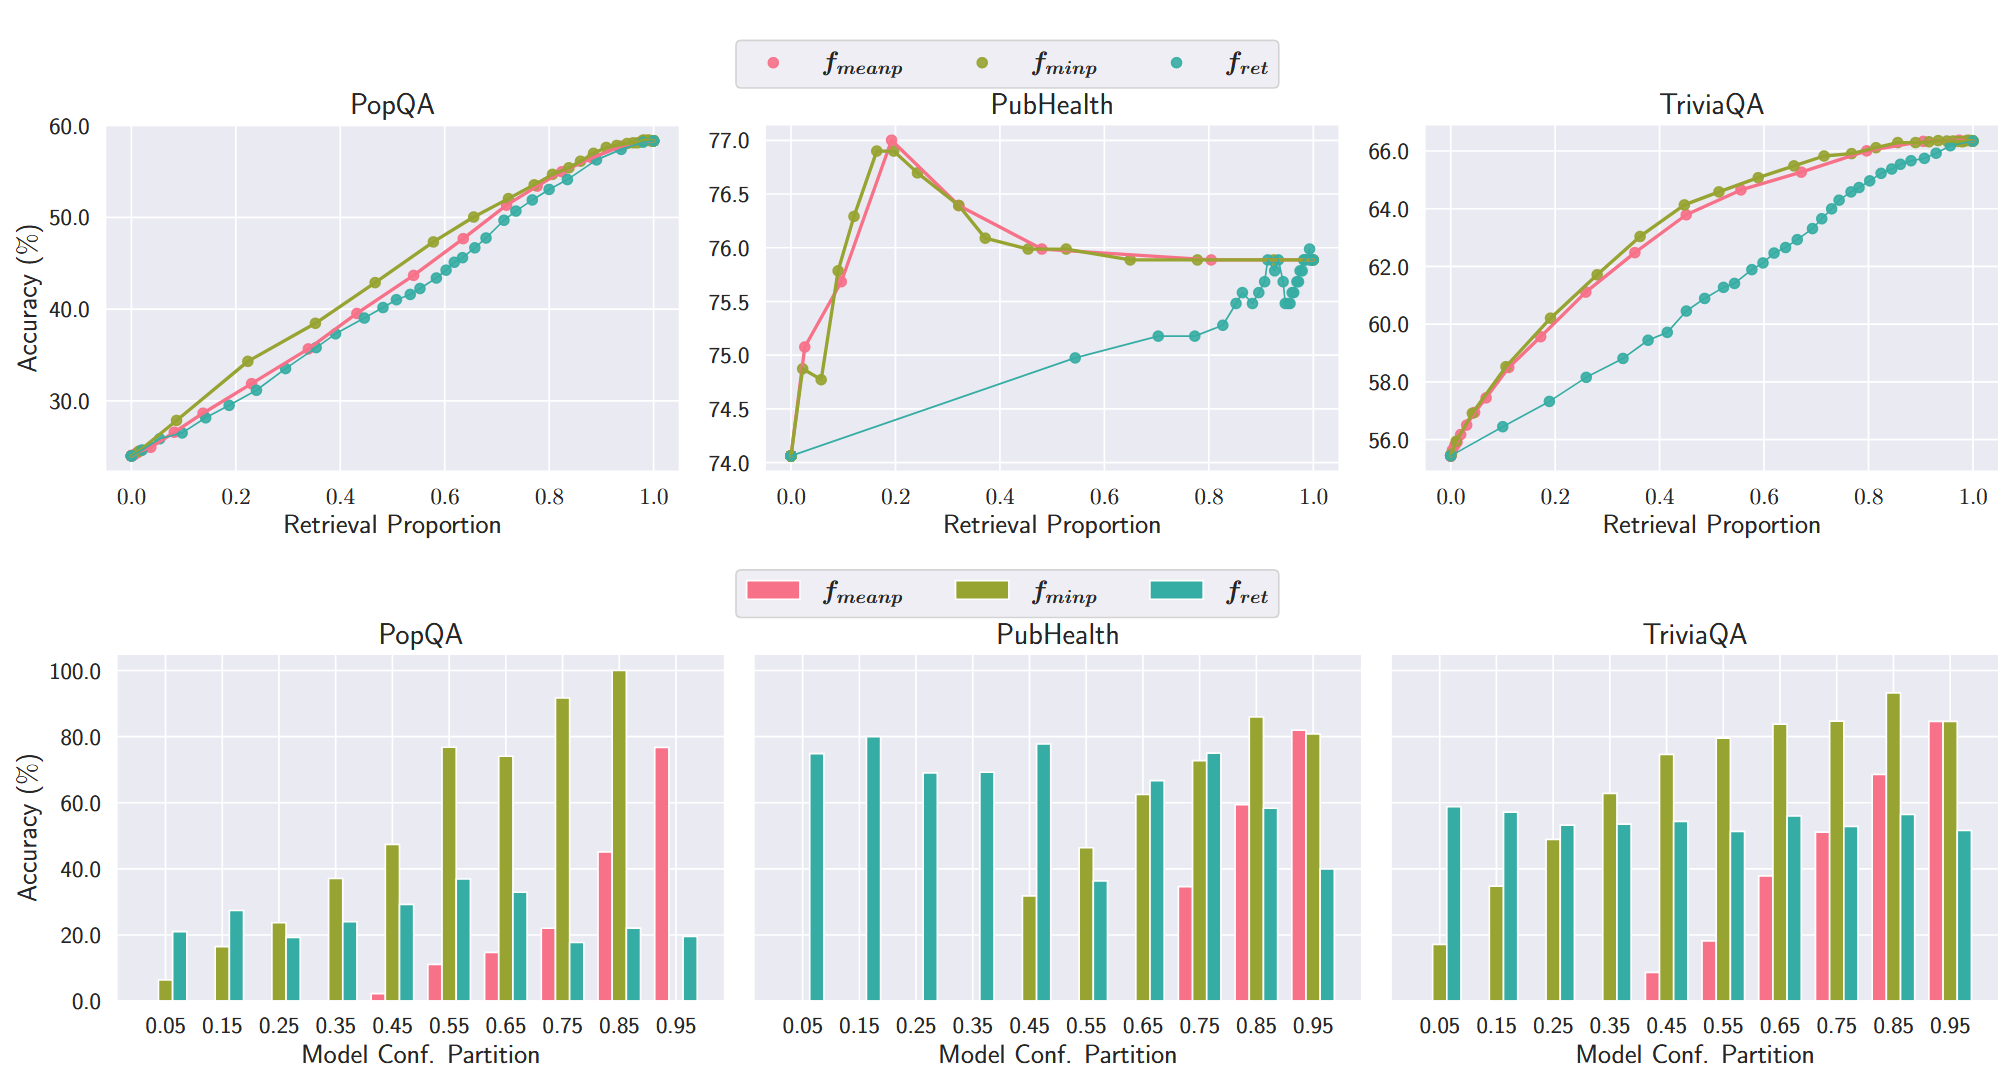 f_meanp f_minp f_ret
PopQA PubHealth TriviaQA
Accuracy (%)
60.0
50.0
40.0
30.0
0.0 0.2 0.4 0.6 0.8 1.0
Retrieval Proportion
77.0
76.5
76.0
75.5
75.0
74.5
74.0
0.0 0.2 0.4 0.6 0.8 1.0
Retrieval Proportion
66.0
64.0
62.0
60.0
58.0
56.0
0.0 0.2 0.4 0.6 0.8 1.0
Retrieval Proportion
f_meanp f_minp f_ret
PopQA PubHealth TriviaQA
Accuracy (%)
100.0
80.0
60.0
40.0
20.0
0.0
0.05 0.15 0.25 0.35 0.45 0.55 0.65 0.75 0.85 0.95
Model Conf. Partition
0.05 0.15 0.25 0.35 0.45 0.55 0.65 0.75 0.85 0.95
Model Conf. Partition
0.05 0.15 0.25 0.35 0.45 0.55 0.65 0.75 0.85 0.95
Model Conf. Partition